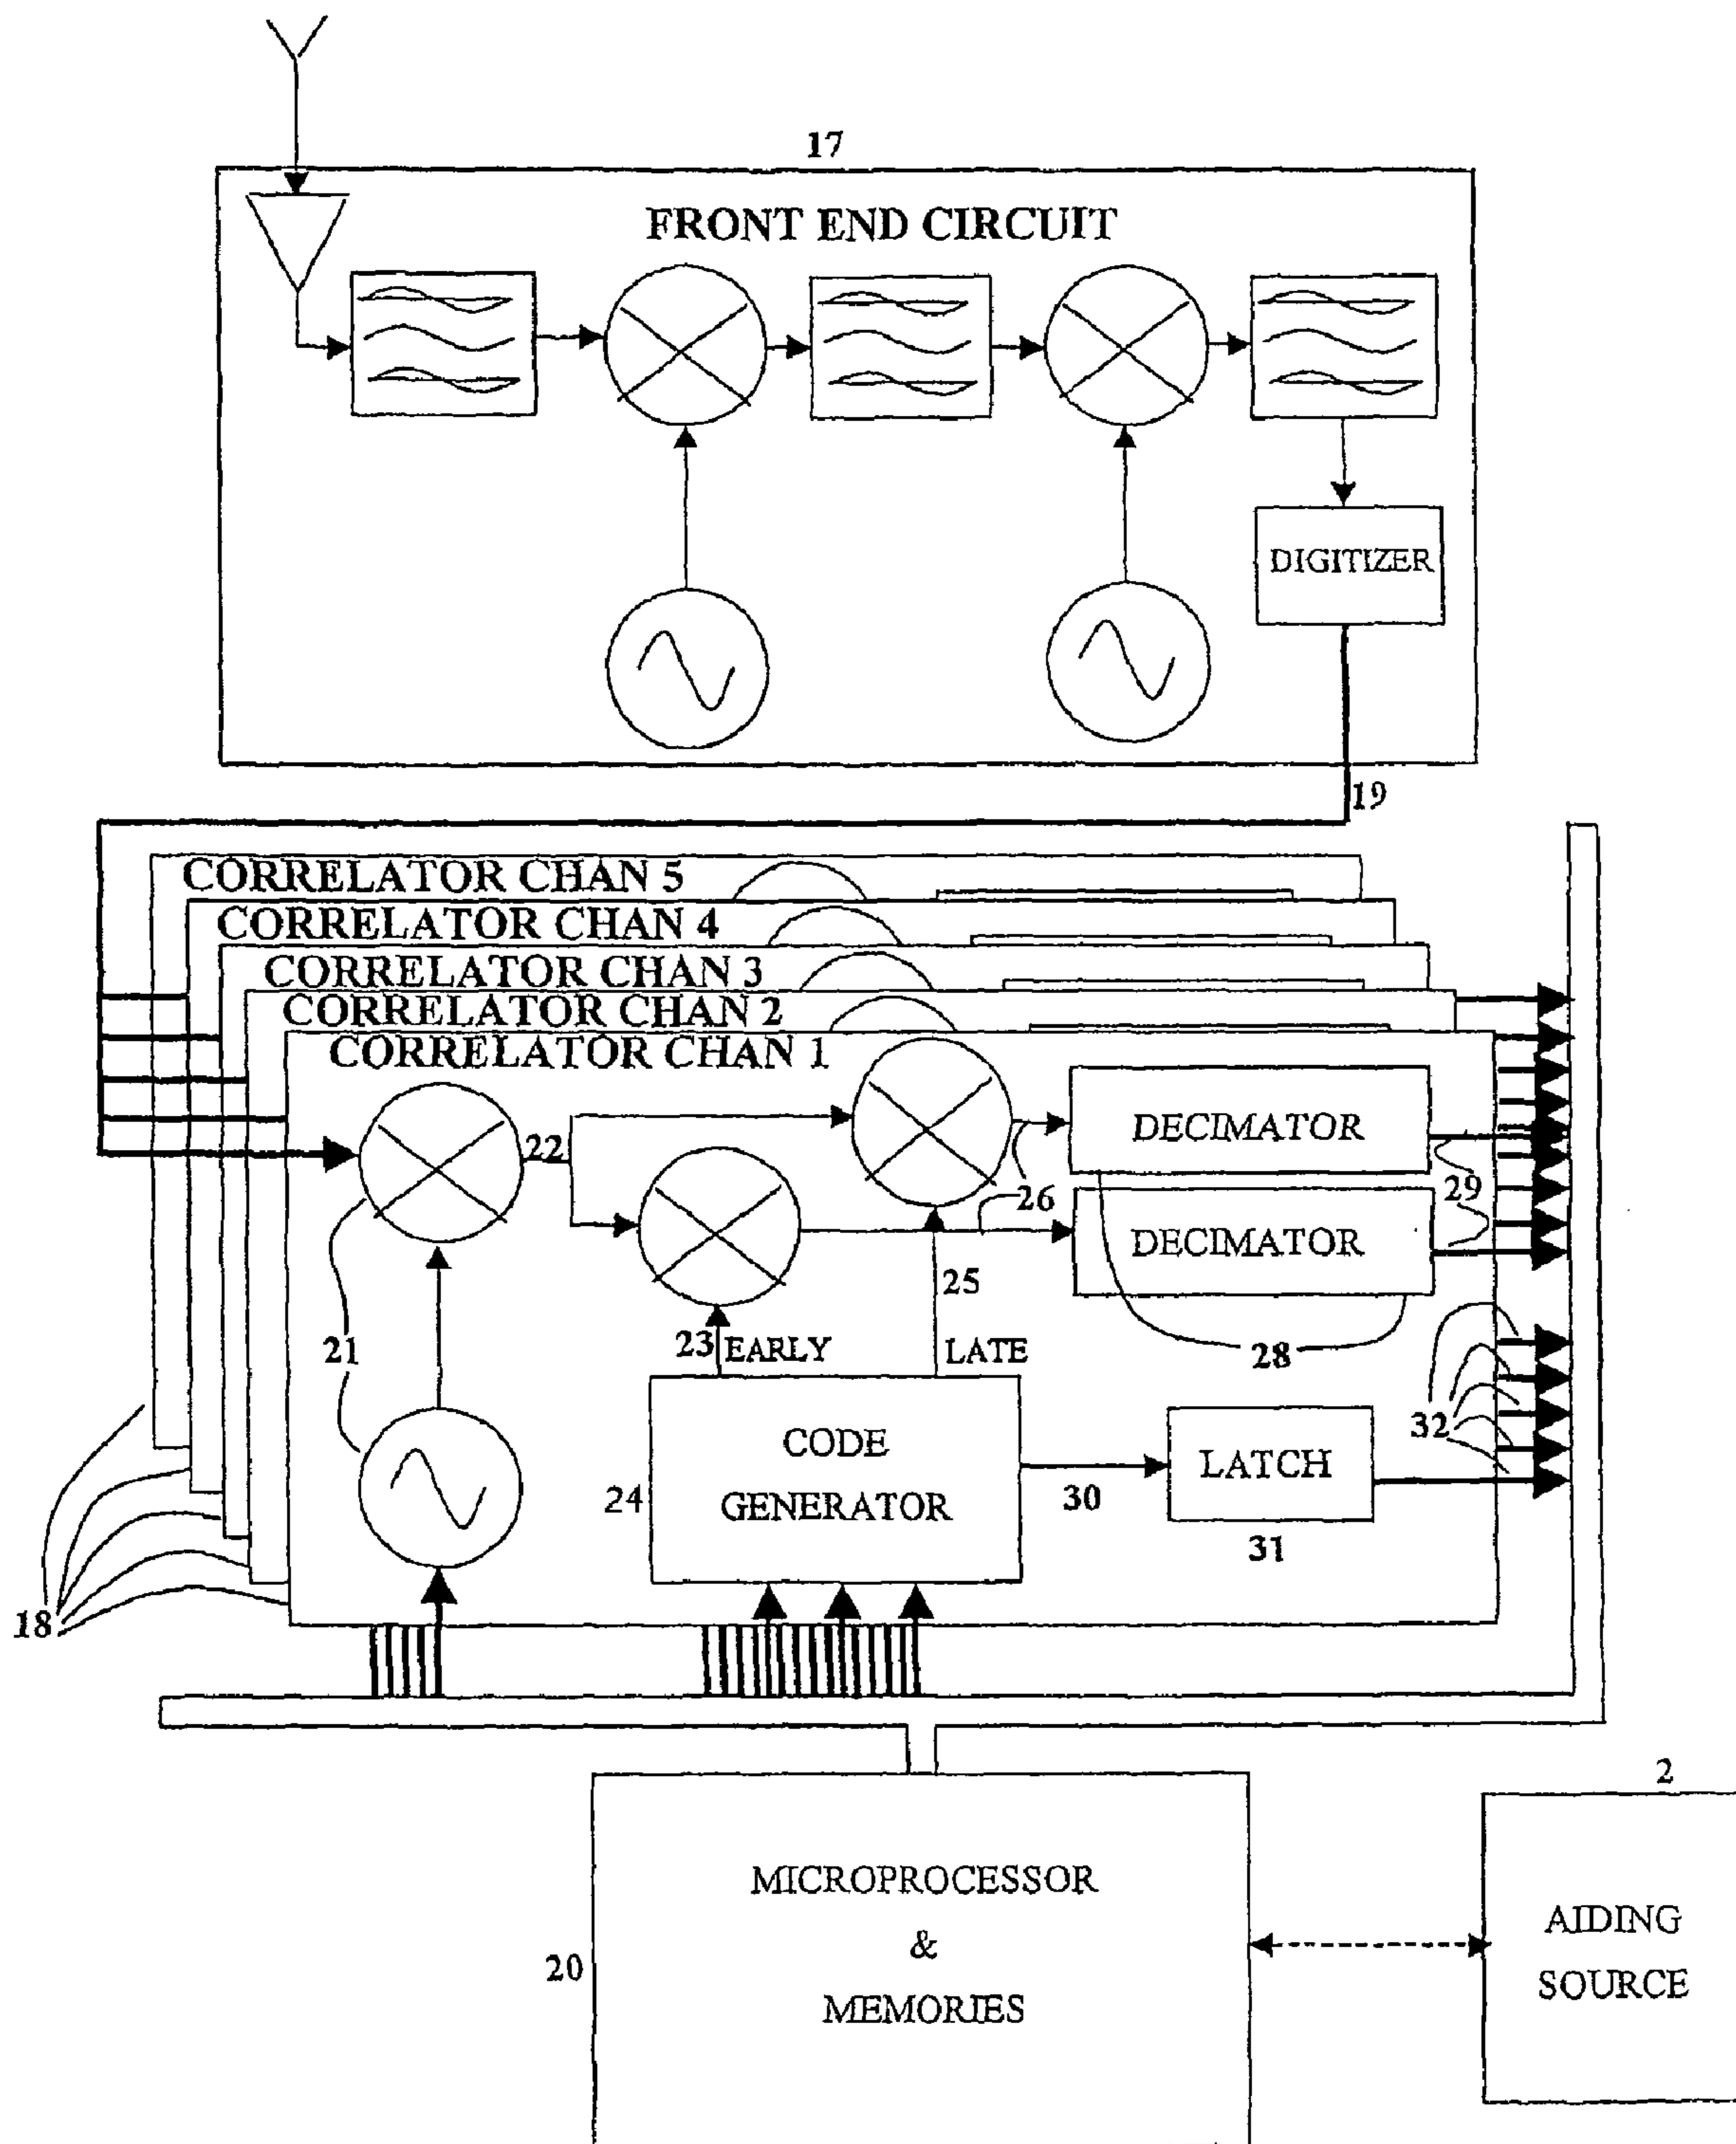 17
FRONT END CIRCUIT
DIGITIZER
19
CORRELATOR CHAN 5
CORRELATOR CHAN 4
CORRELATOR CHAN 3
CORRELATOR CHAN 2
CORRELATOR CHAN 1
22
DECIMATOR
26
29
DECIMATOR
25
21
23
EARLY
LATE
28
32
CODE
GENERATOR
24
LATCH
30
31
18
2
MICROPROCESSOR
&
MEMORIES
20
AIDING
SOURCE